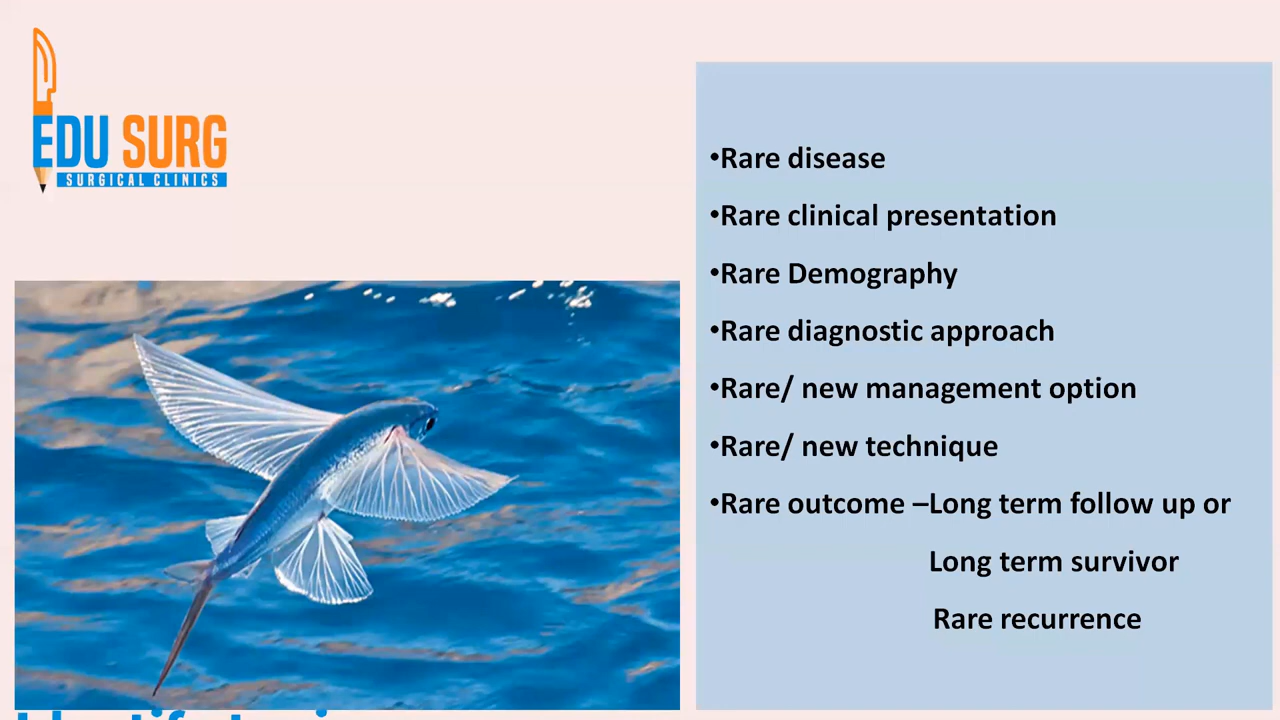 EDU SURG
SURGICAL CLINICS
•Rare disease
•Rare clinical presentation
•Rare Demography
•Rare diagnostic approach
•Rare/ new management option
•Rare/ new technique
•Rare outcome –Long term follow up or
Long term survivor
Rare recurrence